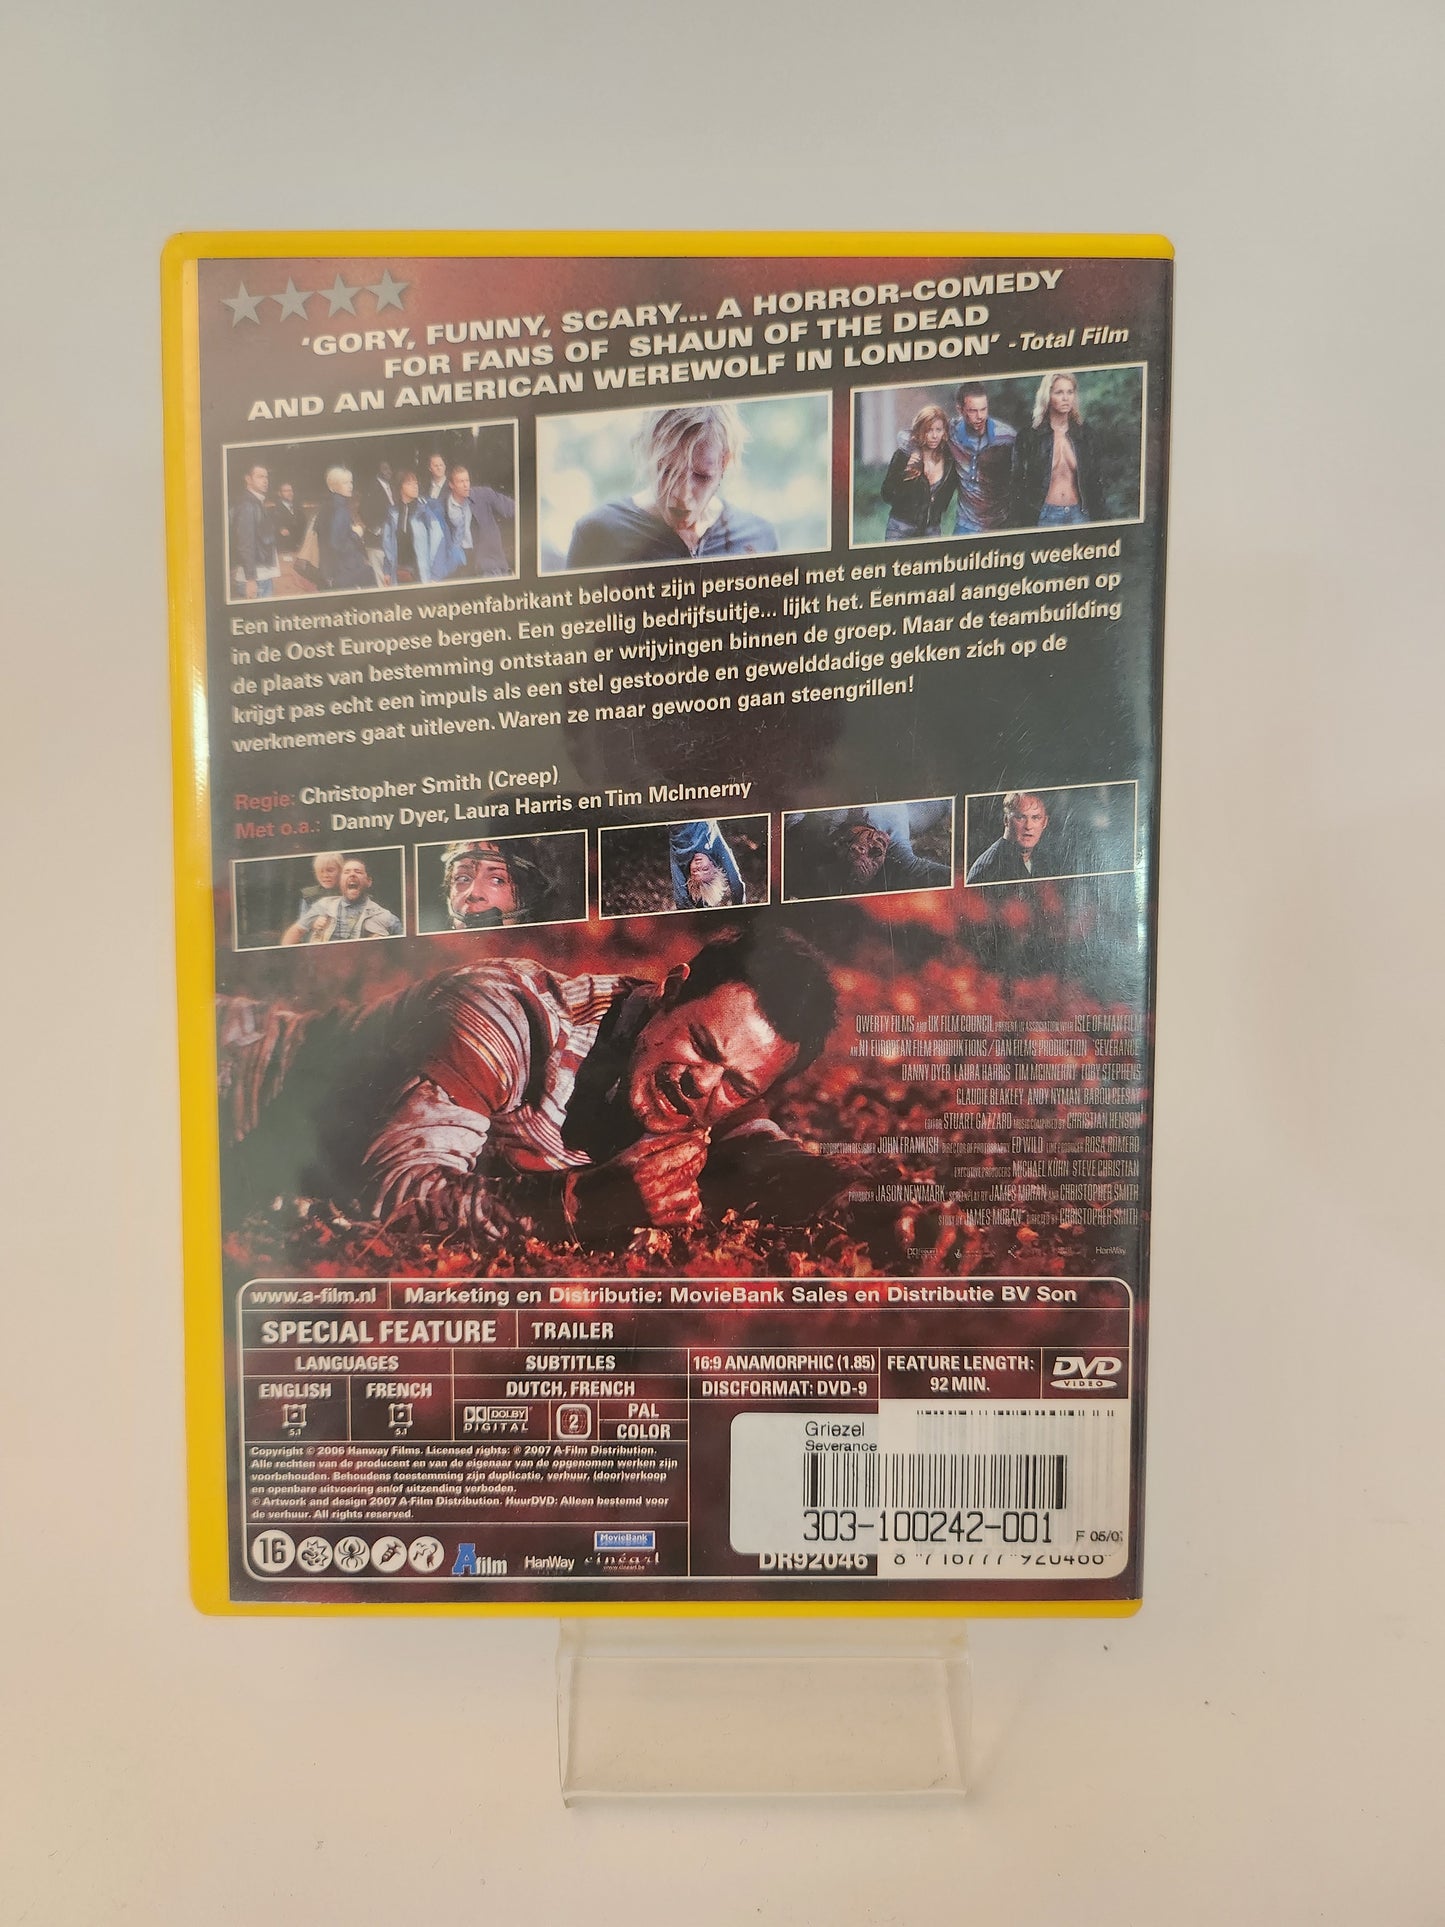 'GORY, FUNNY, SCARY... A HORROR-COMEDY
FOR FANS OF SHAUN OF THE DEAD
AND AN AMERICAN WEREWOLF IN LONDON' - Total Film
Een internationale wapenfabrikant beloont zijn personeel met een teambuilding weekend
in de Oost Europese bergen. Een gezellig bedrijfsuitje... lijkt het. Eenmaal aangekomen op
de plaats van bestemming ontstaan er wrijvingen binnen de groep. Maar de teambuilding
krijgt pas echt een impuls als een stel gestoorde en gewelddadige gekken zich op de
werknemers gaat uitleven. Waren ze maar gewoon gaan steengrillen!
Regie: Christopher Smith (Creep)
Met o.a.: Danny Dyer, Laura Harris en Tim McInnerny
QWERTY FILMS AND UK FILM COUNCIL PRESENT IN ASSOCIATION WITH ISLE OF MAN FILM
AN N1 EUROPEAN FILM PRODUKTIONS / DAN FILMS PRODUCTION 'SEVERANCE'
DANNY DYER LAURA HARRIS TIM MCINNERNY TOBY STEPHENS
CLAUDIE BLAKLEY ANDY NYMAN BABOU CEESAY
EDITOR STUART GAZZARD MUSIC COMPOSED BY CHRISTIAN HENSON
PRODUCTION DESIGNER JOHN FRANKISH DIRECTOR OF PHOTOGRAPHY ED WILD LINE PRODUCER ROSA ROMERO
EXECUTIVE PRODUCERS MICHAEL KUHN STEVE CHRISTIAN
PRODUCER JASON NEWMARK SCREENPLAY BY JAMES MORAN AND CHRISTOPHER SMITH
STORY BY JAMES MORAN DIRECTED BY CHRISTOPHER SMITH
HanWay
www.a-film.nl Marketing en Distributie: MovieBank Sales en Distributie BV Son
SPECIAL FEATURE TRAILER
LANGUAGES SUBTITLES 16:9 ANAMORPHIC (1.85) FEATURE LENGTH: DVD
ENGLISH FRENCH DUTCH, FRENCH DISCFORMAT: DVD-9 92 MIN. VIDEO
5.1 5.1 DOLBY DIGITAL 2 PAL
COLOR
Copyright © 2006 Hanway Films. Licensed rights: ® 2007 A-Film Distribution.
Alle rechten van de producent en van de eigenaar van de opgenomen werken zijn
voorbehouden. Behoudens toestemming zijn duplicatie, verhuur, (door)verkoop
en openbare uitvoering en/of uitzending verboden.
© Artwork and design 2007 A-Film Distribution. HuurDVD: Alleen bestemd voor
de verhuur. All rights reserved.
16 A film HanWay MovieBank cinéart
www.cineart.be
Griezel
Severance
303-100242-001 F 06/0
DR92046 8 716777 920466